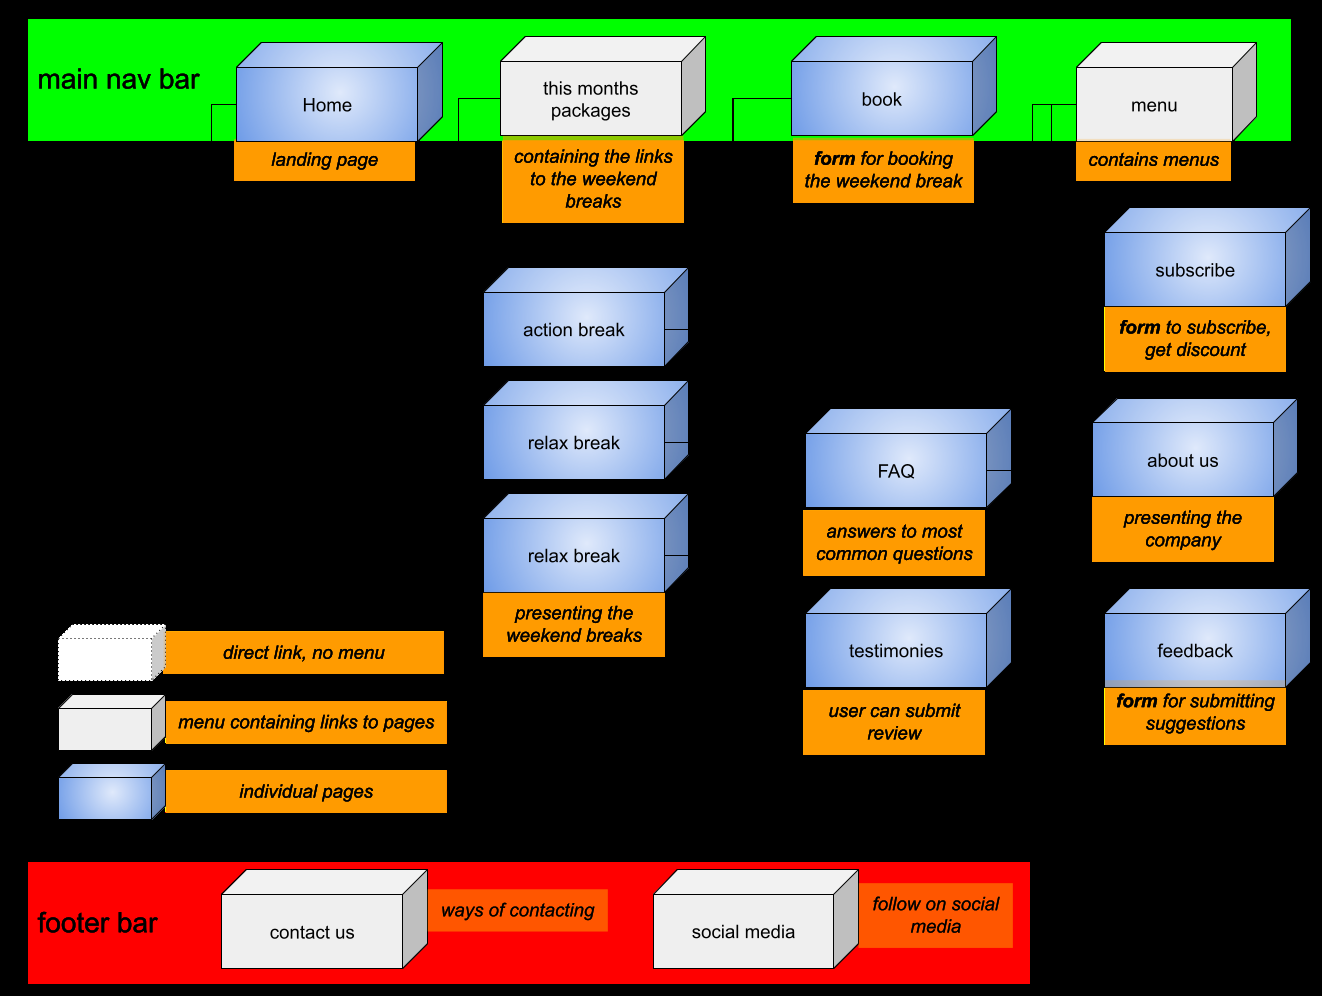 main nav bar
Home
this months
packages
book
menu
landing page
containing the links
to the weekend
breaks
form for booking
the weekend break
contains menus
subscribe
form to subscribe,
get discount
action break
relax break
relax break
presenting the
weekend breaks
FAQ
answers to most
common questions
about us
presenting the
company
testimonies
user can submit
review
feedback
form for submitting
suggestions
direct link, no menu
menu containing links to pages
individual pages
footer bar
contact us
ways of contacting
social media
follow on social
media